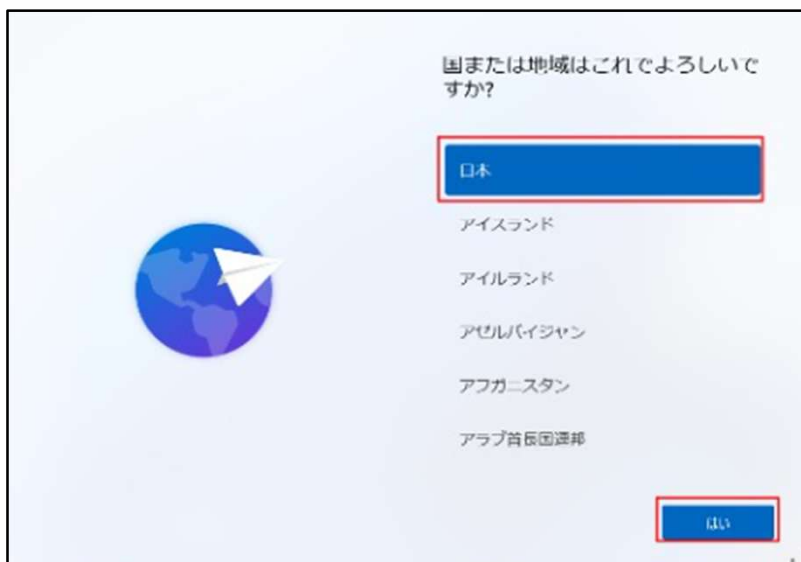 国または地域はこれでよろしいで
すか?
日本
アイスランド
アイルランド
アゼルバイジャン
アフガニスタン
アラブ首長国連邦
はい